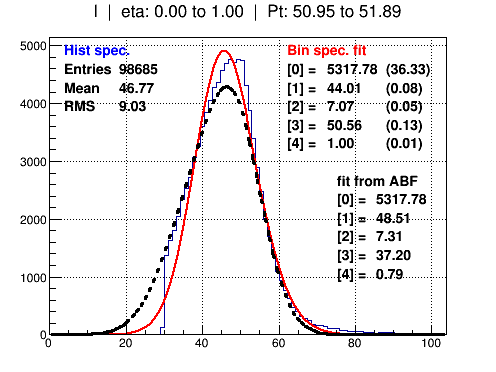 I | eta: 0.00 to 1.00 | Pt: 50.95 to 51.89
Hist spec.
Entries 98685
Mean 46.77
RMS 9.03
Bin spec. fit
[0] = 5317.78 (36.33)
[1] = 44.01 (0.08)
[2] = 7.07 (0.05)
[3] = 50.56 (0.13)
[4] = 1.00 (0.01)
fit from ABF
[0] = 5317.78
[1] = 48.51
[2] = 7.31
[3] = 37.20
[4] = 0.79
5000
4000
3000
2000
1000
0
0 20 40 60 80 100